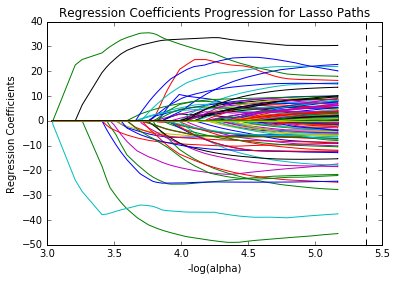 Regression Coefficients Progression for Lasso Paths
Regression Coefficients
40
30
20
10
0
−10
−20
−30
−40
−50
3.0 3.5 4.0 4.5 5.0 5.5
-log(alpha)